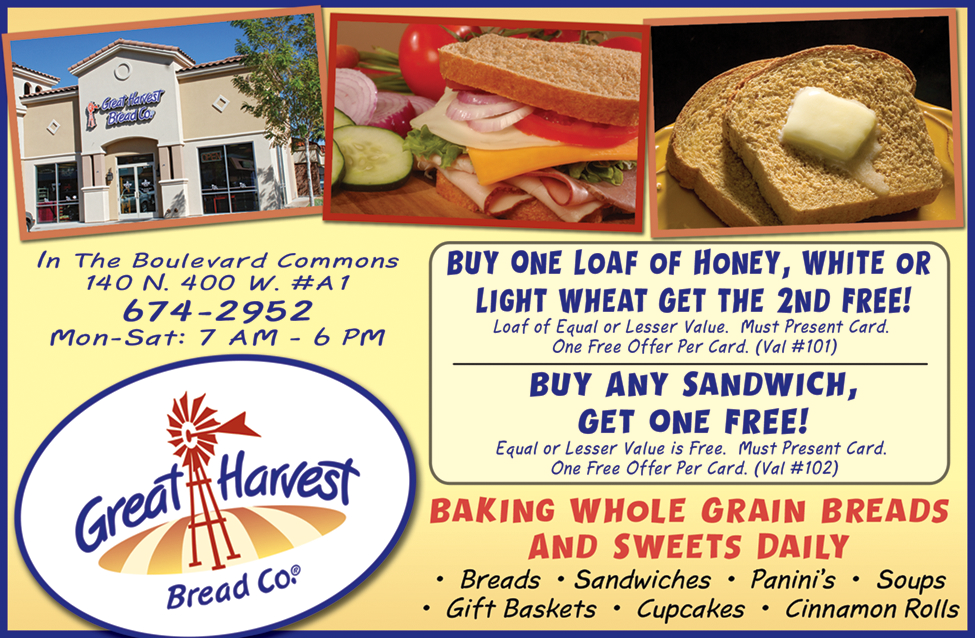 Great Harvest
Bread Co.
In The Boulevard Commons
140 N. 400 W. #A1
674-2952
Mon-Sat: 7 AM - 6 PM
Great Harvest
Bread Co.®
BUY ONE LOAF OF HONEY, WHITE OR
LIGHT WHEAT GET THE 2ND FREE!
Loaf of Equal or Lesser Value. Must Present Card.
One Free Offer Per Card. (Val #101)
BUY ANY SANDWICH,
GET ONE FREE!
Equal or Lesser Value is Free. Must Present Card.
One Free Offer Per Card. (Val #102)
BAKING WHOLE GRAIN BREADS
AND SWEETS DAILY
• Breads • Sandwiches • Panini's • Soups
• Gift Baskets • Cupcakes • Cinnamon Rolls